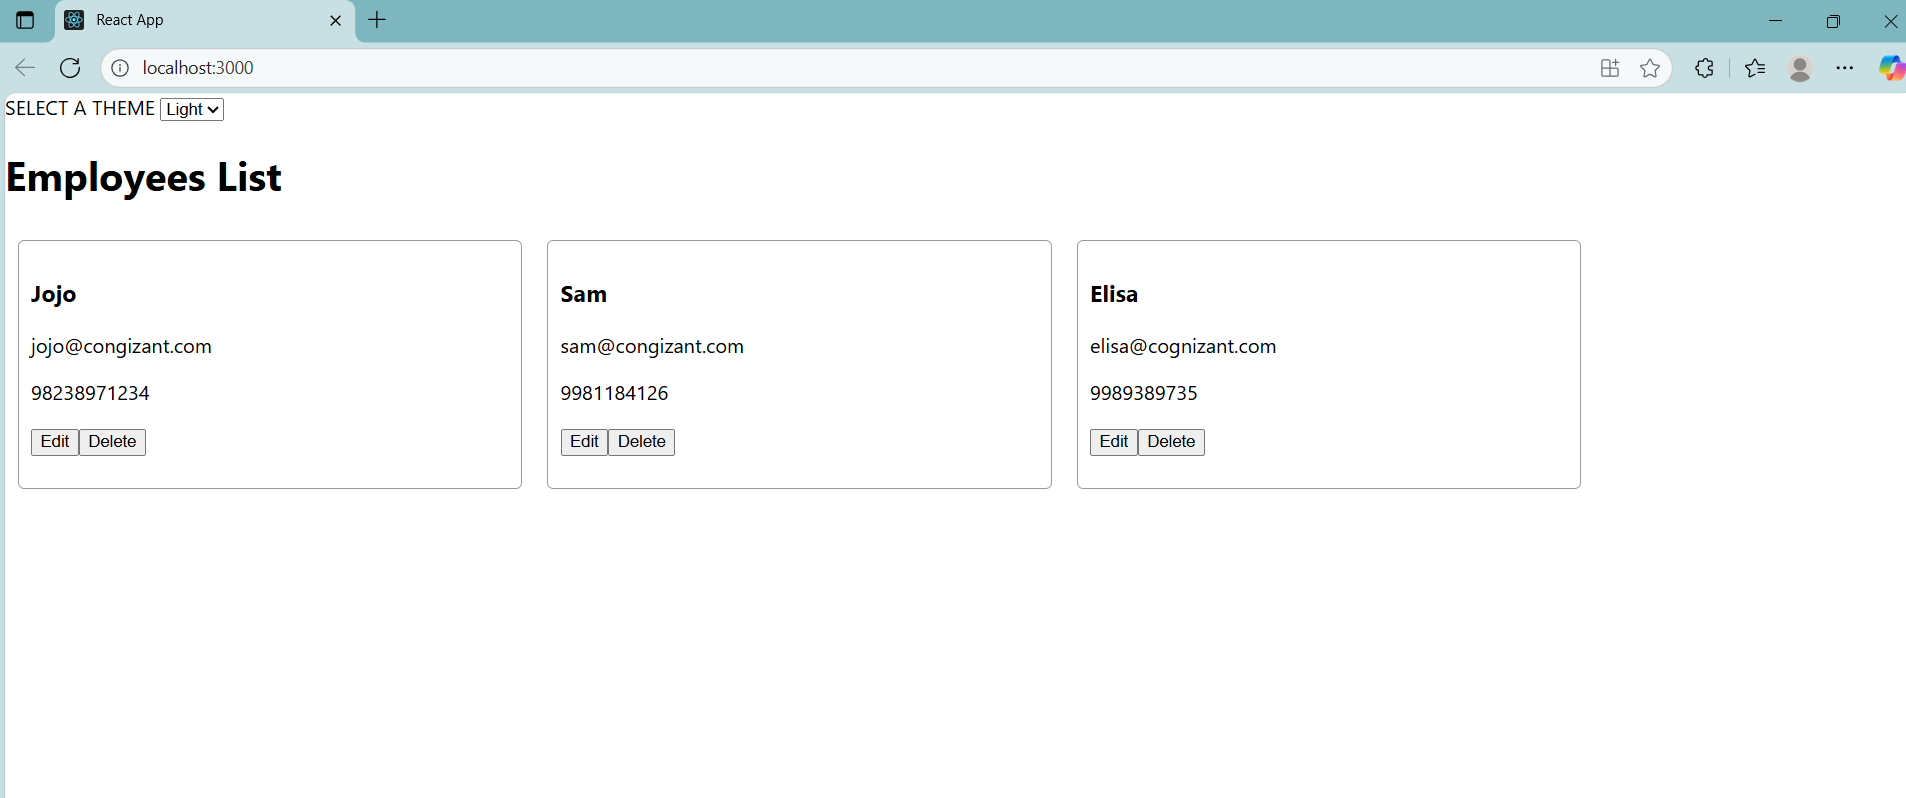 React App
localhost:3000
SELECT A THEME Light
Employees List
Jojo
jojo@congizant.com
98238971234
Edit Delete
Sam
sam@congizant.com
9981184126
Edit Delete
Elisa
elisa@cognizant.com
9989389735
Edit Delete